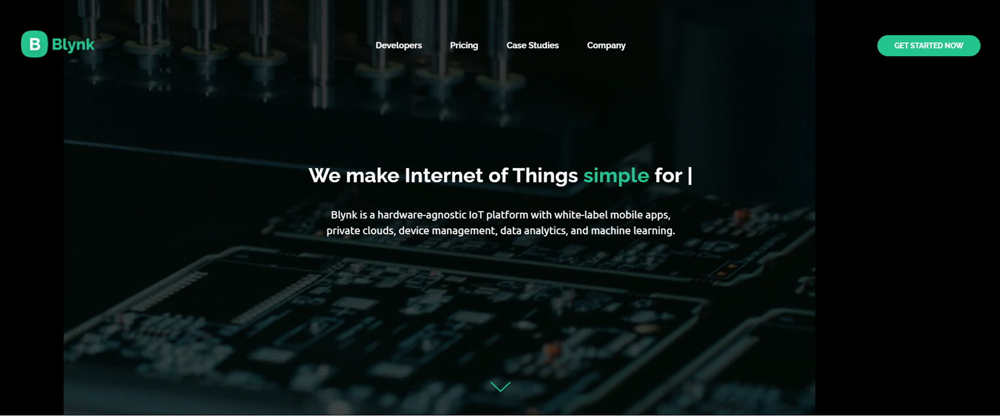 B Blynk
Developers Pricing Case Studies Company
GET STARTED NOW
We make Internet of Things simple for |
Blynk is a hardware-agnostic IoT platform with white-label mobile apps,
private clouds, device management, data analytics, and machine learning.